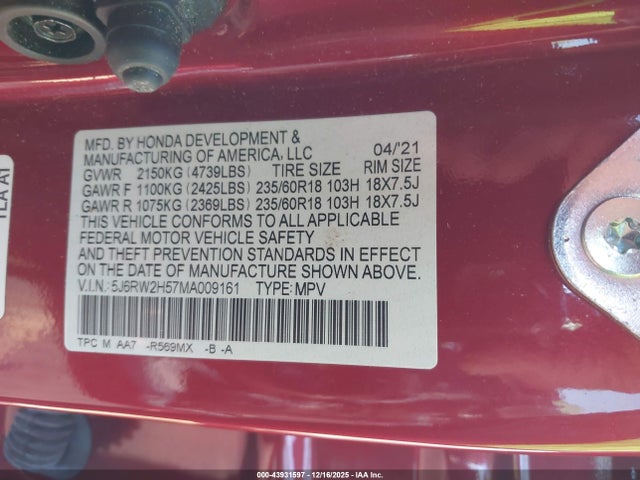 MFD. BY HONDA DEVELOPMENT &
MANUFACTURING OF AMERICA, LLC 04/'21
GVWR 2150KG (4739LBS) TIRE SIZE RIM SIZE
GAWR F 1100KG (2425LBS) 235/60R18 103H 18X7.5J
GAWR R 1075KG (2369LBS) 235/60R18 103H 18X7.5J
THIS VEHICLE CONFORMS TO ALL APPLICABLE
FEDERAL MOTOR VEHICLE SAFETY
AND THEFT PREVENTION STANDARDS IN EFFECT
ON THE DATE OF MANUFACTURE SHOWN ABOVE.
V.I.N.: 5J6RW2H57MA009161 TYPE: MPV
TPC M AA7 -R569MX -B -A
00-43931597 - 12/16/2025 - IAA Inc.